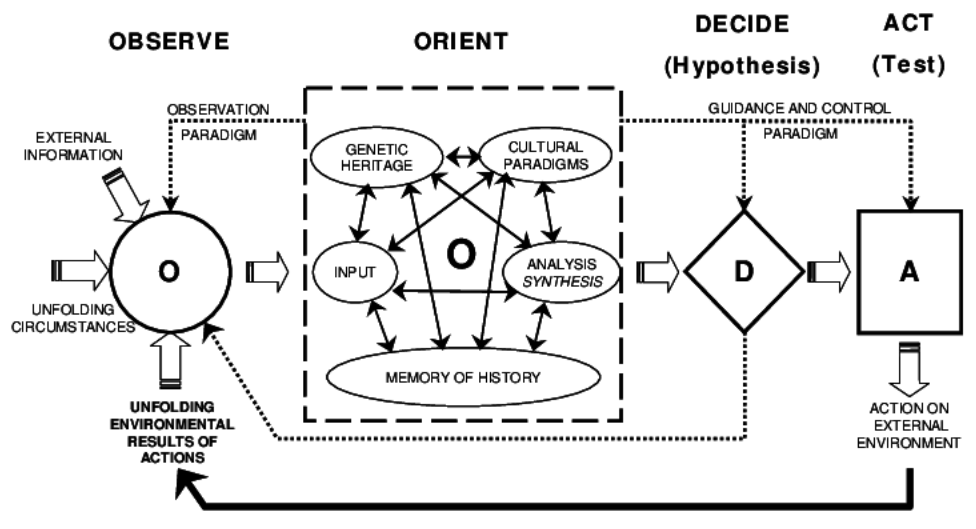 OBSERVE
ORIENT
DECIDE
(Hypothesis)
ACT
(Test)
OBSERVATION
PARADIGM
GUIDANCE AND CONTROL
PARADIGM
EXTERNAL
INFORMATION
GENETIC
HERITAGE
CULTURAL
PARADIGMS
O
INPUT
O
ANALYSIS
SYNTHESIS
D
A
UNFOLDING
CIRCUMSTANCES
MEMORY OF HISTORY
UNFOLDING
ENVIRONMENTAL
RESULTS OF
ACTIONS
ACTION ON
EXTERNAL
ENVIRONMENT